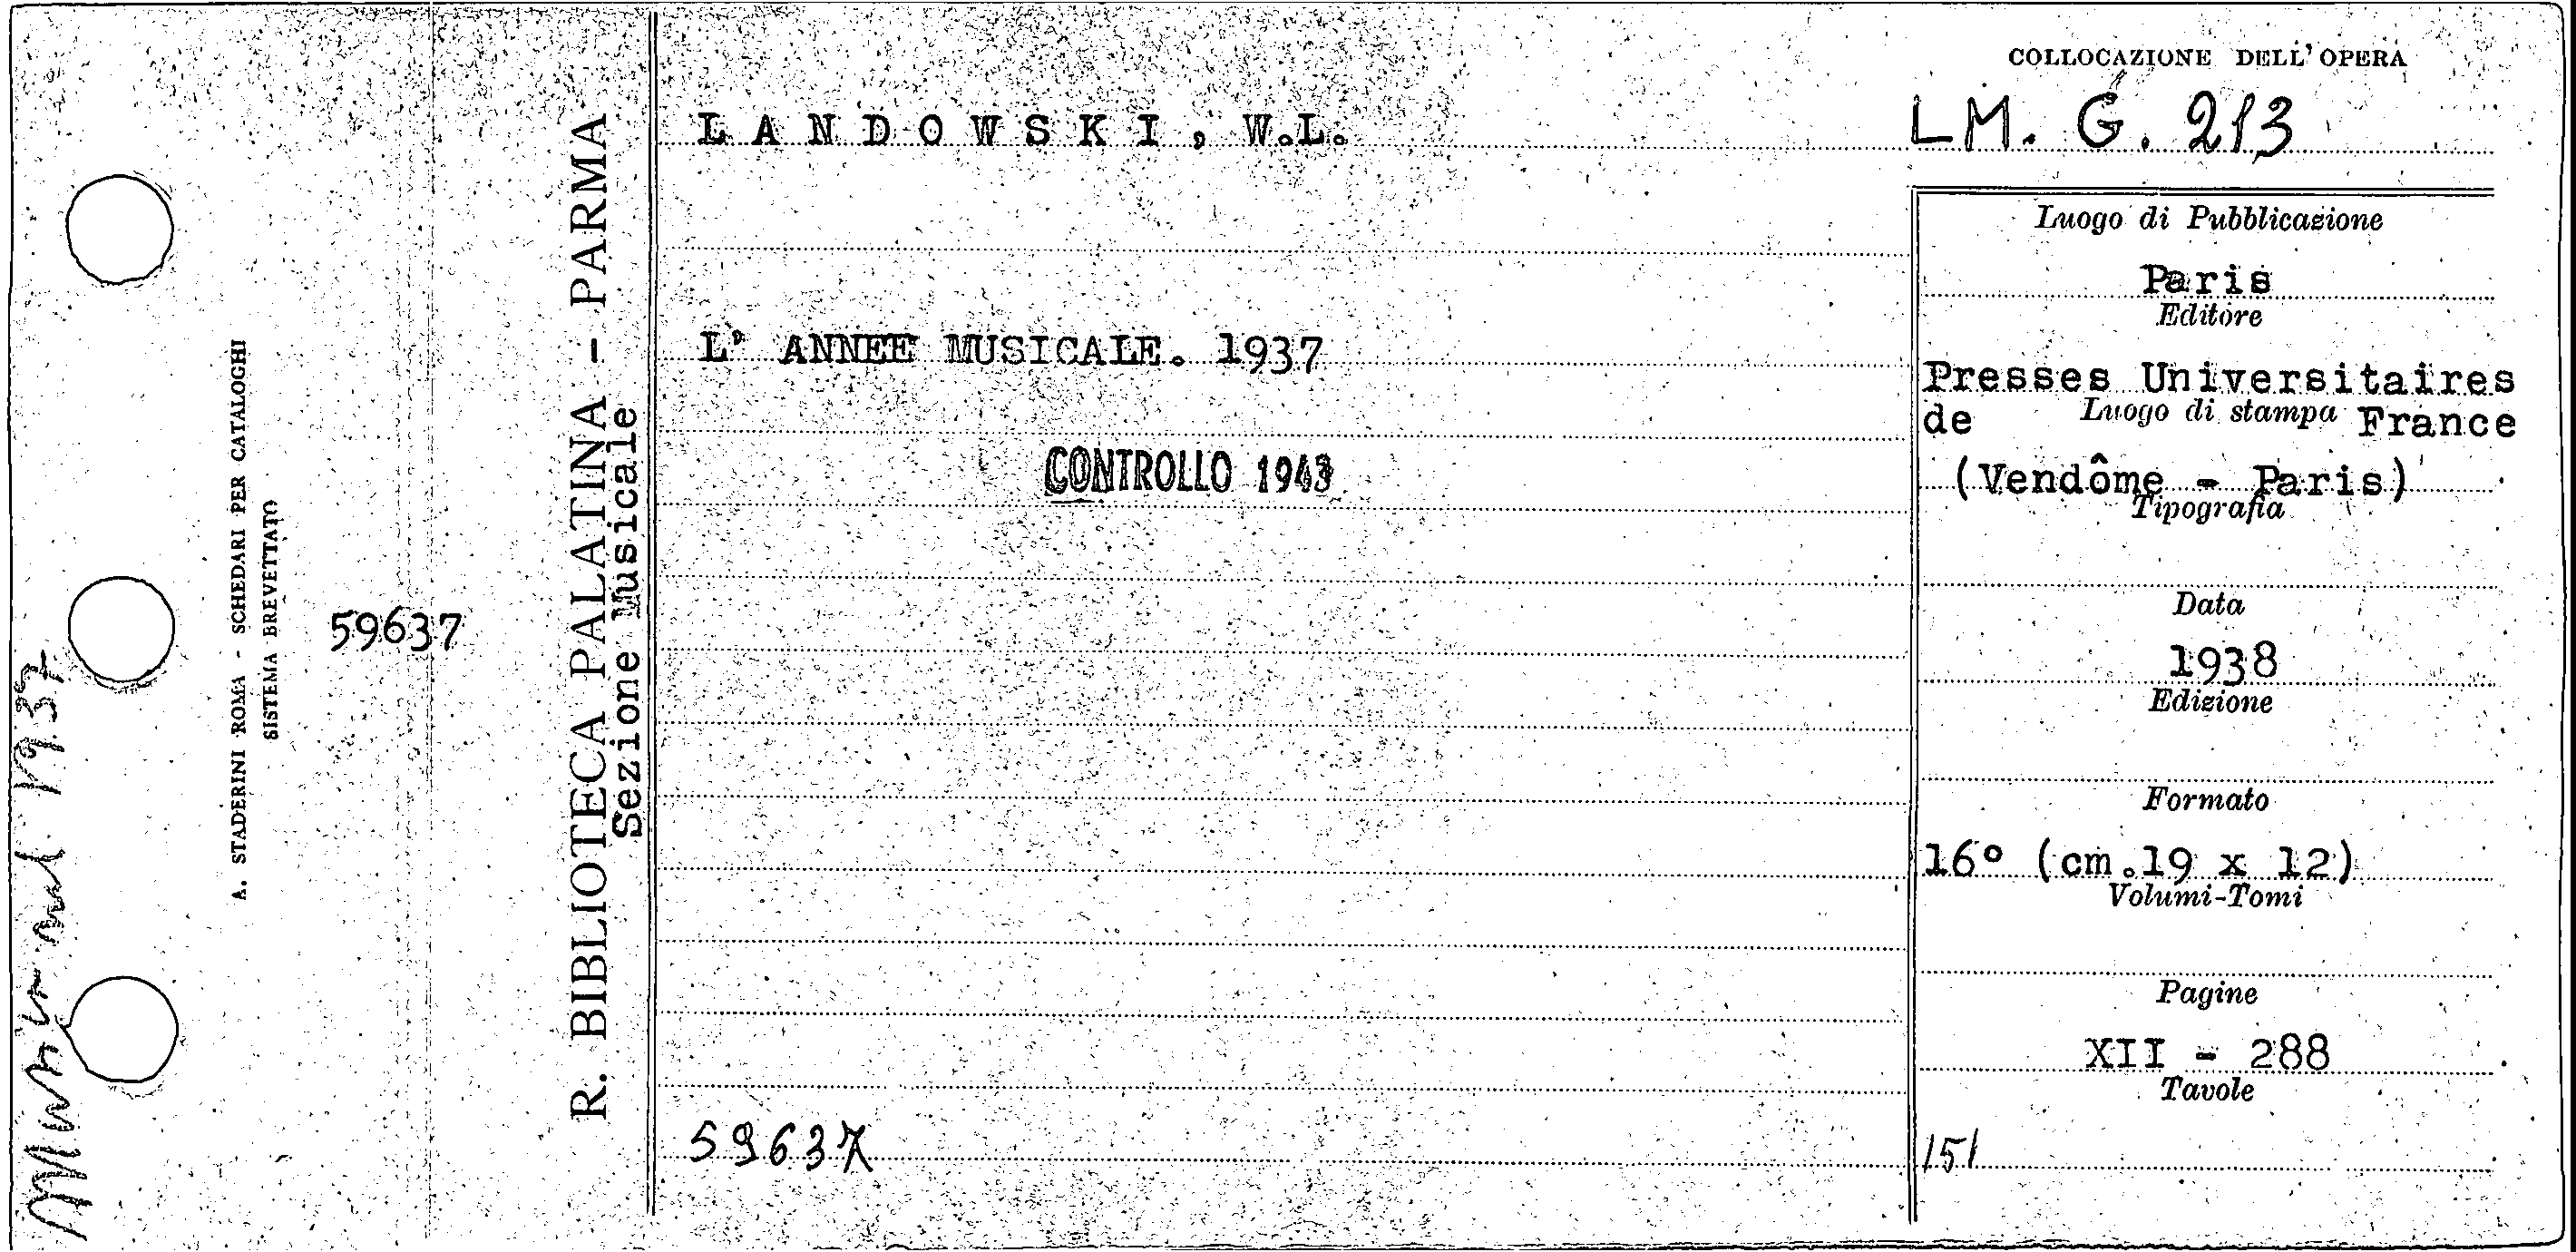 COLLOCAZIONE DELL'OPERA
LANDOWSKI, W.L.
LM. G. 213
L' ANNEE MUSICALE. 1937
CONTROLLO 1943
59637
Luogo di Pubblicazione
Paris
Editore
Presses Universitaires
de France
Luogo di stampa
(Vendôme - Paris)
Tipografia
Data
1938
Edizione
Formato
16° (cm.19 x 12)
Volumi-Tomi
Pagine
XII - 288
Tavole
151
R. BIBLIOTECA PALATINA - PARMA
Sezione Musicale
59637
A. STADERINI ROMA - SCHEDARI PER CATALOGHI
SISTEMA BREVETTATO
1937